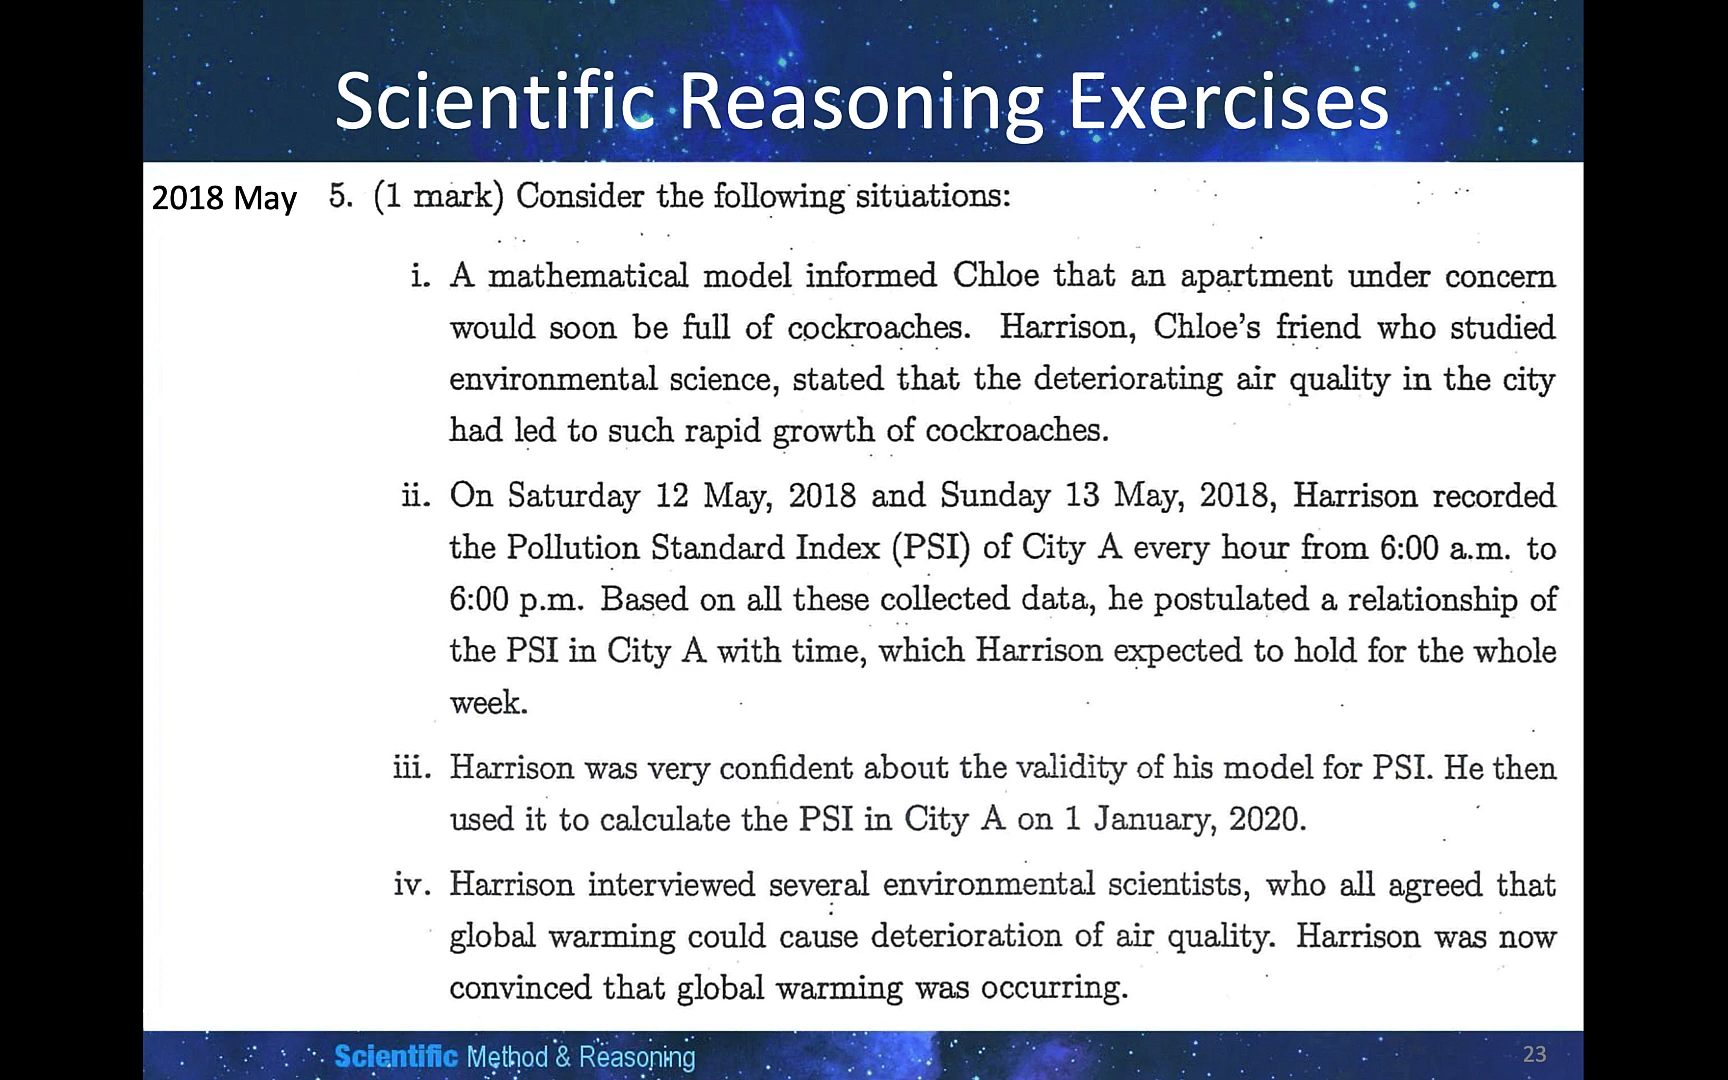 Scientific Reasoning Exercises
2018 May 5. (1 mark) Consider the following situations:
i. A mathematical model informed Chloe that an apartment under concern
would soon be full of cockroaches. Harrison, Chloe's friend who studied
environmental science, stated that the deteriorating air quality in the city
had led to such rapid growth of cockroaches.
ii. On Saturday 12 May, 2018 and Sunday 13 May, 2018, Harrison recorded
the Pollution Standard Index (PSI) of City A every hour from 6:00 a.m. to
6:00 p.m. Based on all these collected data, he postulated a relationship of
the PSI in City A with time, which Harrison expected to hold for the whole
week.
iii. Harrison was very confident about the validity of his model for PSI. He then
used it to calculate the PSI in City A on 1 January, 2020.
iv. Harrison interviewed several environmental scientists, who all agreed that
global warming could cause deterioration of air quality. Harrison was now
convinced that global warming was occurring.
Scientific Method & Reasoning
23